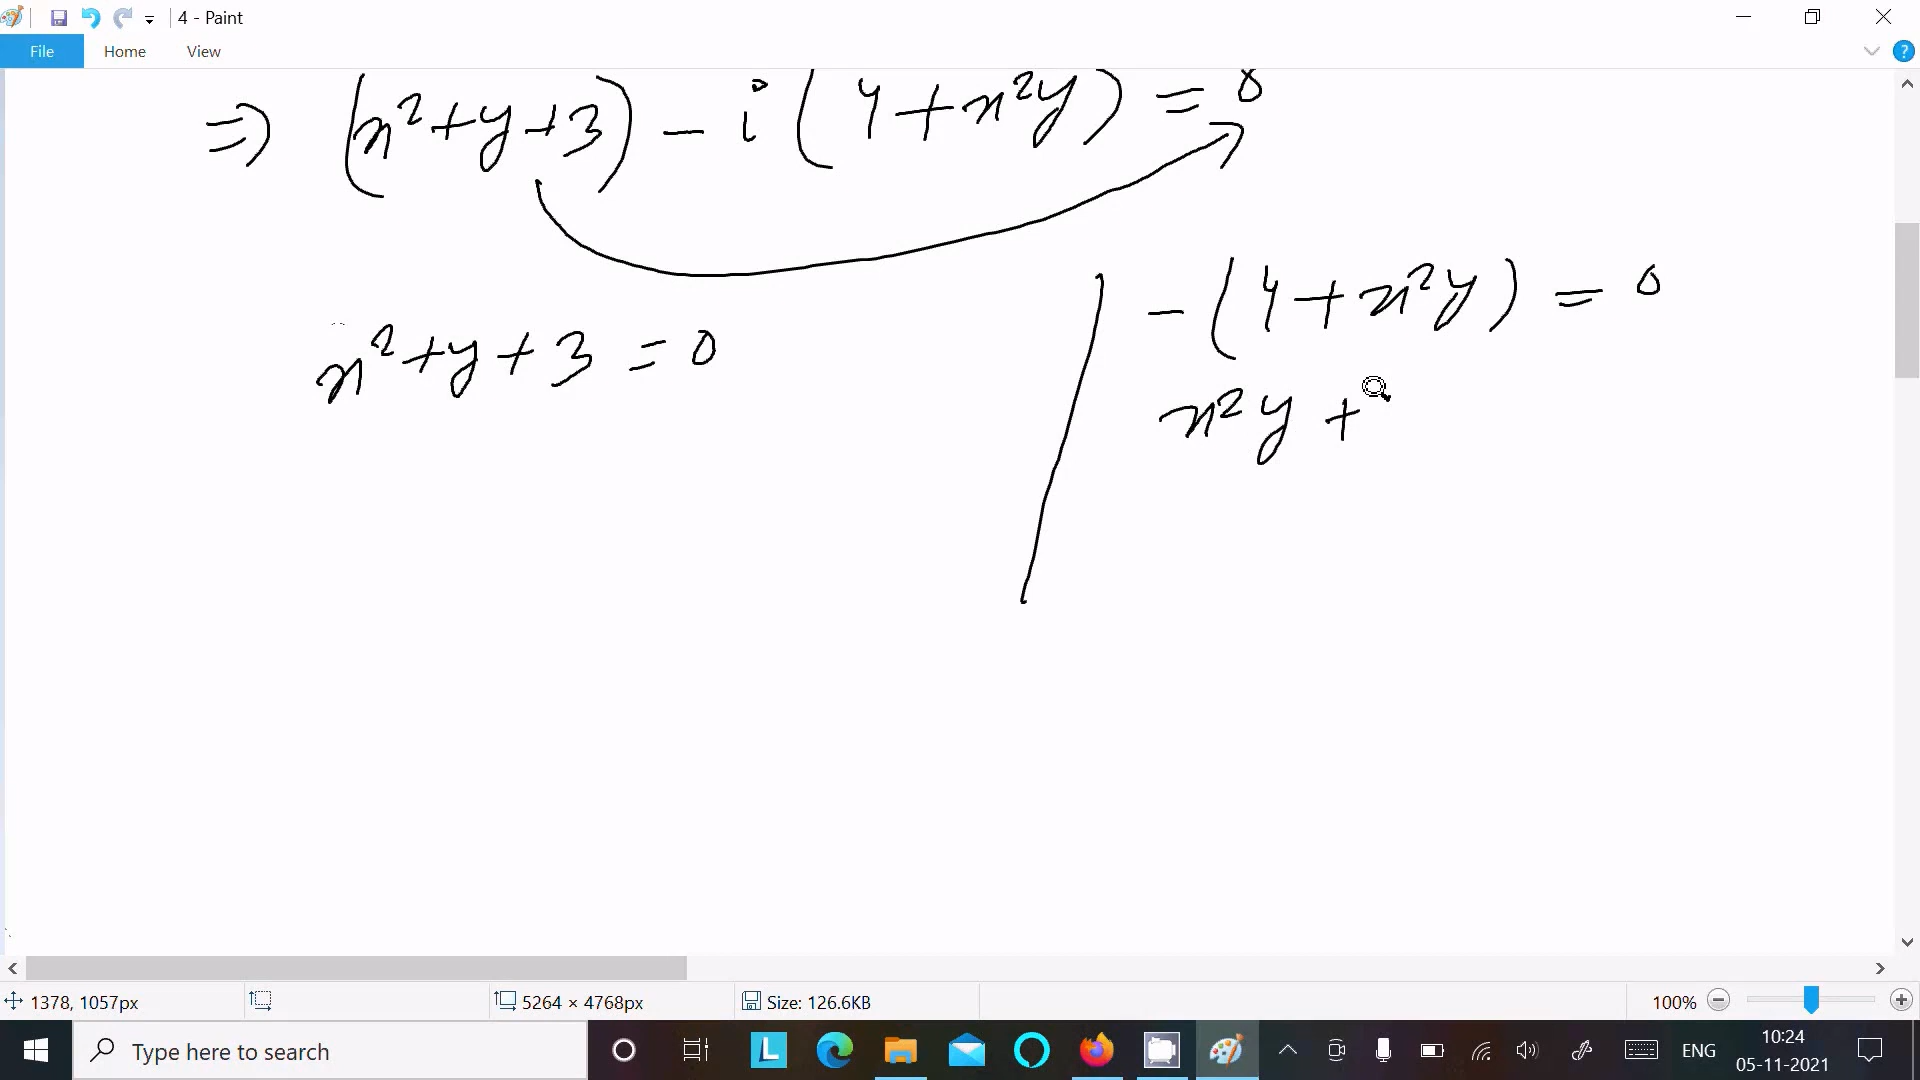 4 - Paint
File Home View
⇒ (x²+y+3) - i(4+x²y) = 0
-(4+x²y) = 0
x²+y+3 = 0
x²y +
1378, 1057px 5264 × 4768px Size: 126.6KB 100%
Type here to search L ENG 10:24
05-11-2021